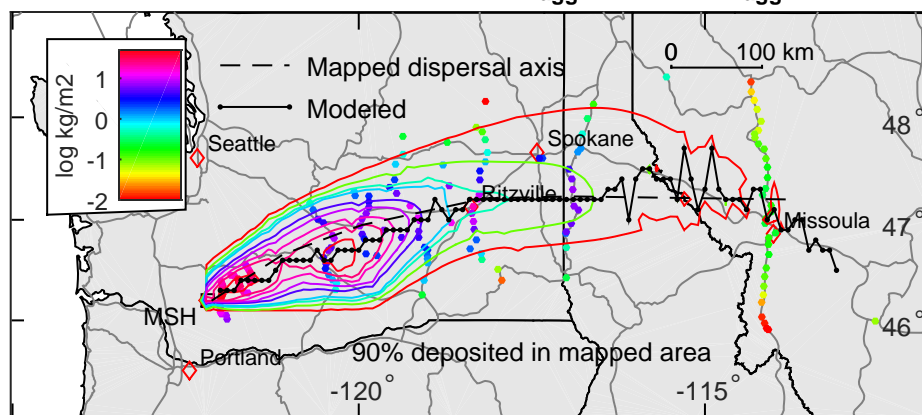 0 100 km
Mapped dispersal axis
Modeled
log kg/m2
1
0
-1
-2
48°
Seattle
Spokane
Ritzville
Missoula
47°
MSH
46°
Portland
90% deposited in mapped area
-120° -115°